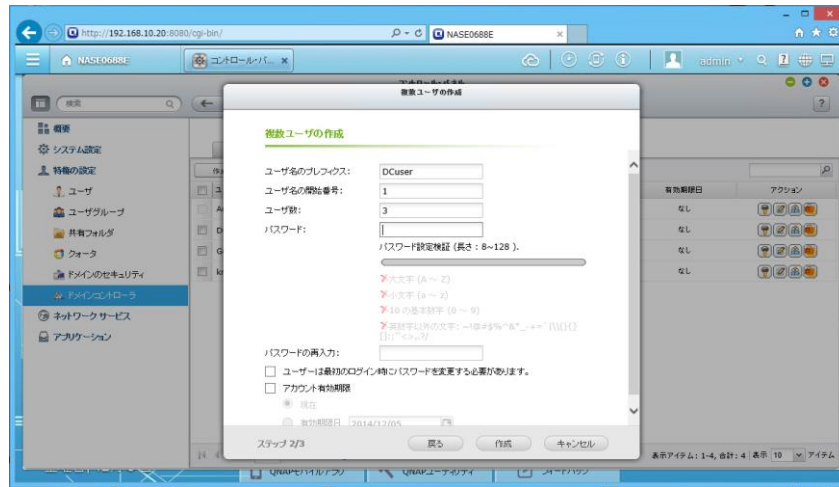 http://192.168.10.20:8080/cgi-bin/
NASE0688E
NASE0688E
コントロール・パ...
admin
コントロール・パネル
複数ユーザの作成
検索
概要
システム設定
特権の設定
ユーザ
ユーザグループ
共有フォルダ
クォータ
ドメインのセキュリティ
ドメインコントローラ
ネットワーク サービス
アプリケーション
複数ユーザの作成
ユーザ名のプレフィクス: DCuser
ユーザ名の開始番号: 1
ユーザ数: 3
パスワード:
パスワード設定検証 (長さ : 8~128 ).
大文字 (A ~ Z)
小文字 (a ~ z)
10 の基本数字 (0 ~ 9)
パスワードの再入力:
ユーザーは最初のログイン時にパスワードを変更する必要があります。
アカウント有効期限
現在
有効期限日 2014/12/05
ステップ 2/3
戻る
作成
キャンセル
有効期限日 アクション
なし
なし
なし
なし
表示アイテム: 1-4, 合計: 4 表示 10 アイテム
QNAPモバイルアプリ
QNAPユーティリティ
フィードバック